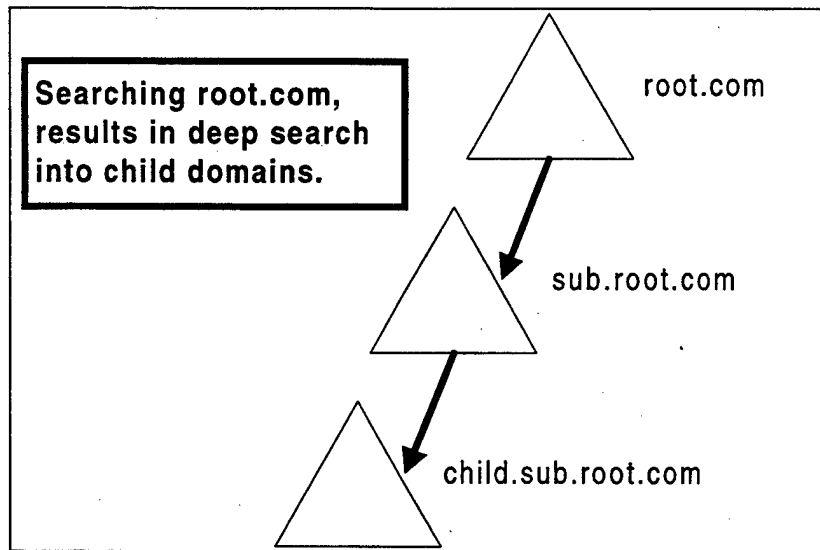 Searching root.com,
results in deep search
into child domains.
root.com
sub.root.com
child.sub.root.com